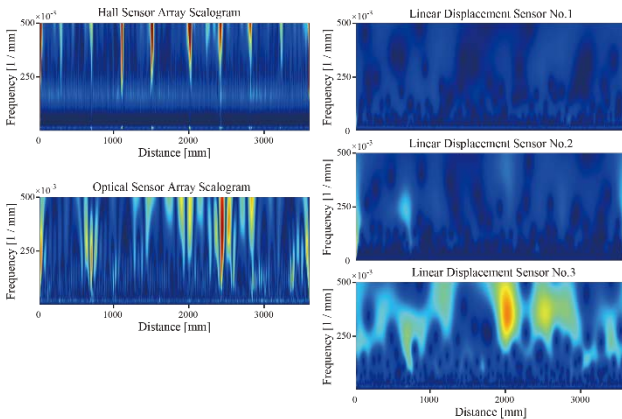 Hall Sensor Array Scalogram
×10⁻³
500
250
0
Frequency [1 / mm]
0 1000 2000 3000
Distance [mm]
Optical Sensor Array Scalogram
×10⁻³
500
250
0
Frequency [1 / mm]
0 1000 2000 3000
Distance [mm]
Linear Displacement Sensor No.1
×10⁻³
500
250
0
Frequency [1 / mm]
Linear Displacement Sensor No.2
×10⁻³
500
250
0
Frequency [1 / mm]
Linear Displacement Sensor No.3
×10⁻³
500
250
0
Frequency [1 / mm]
0 1000 2000 3000
Distance [mm]